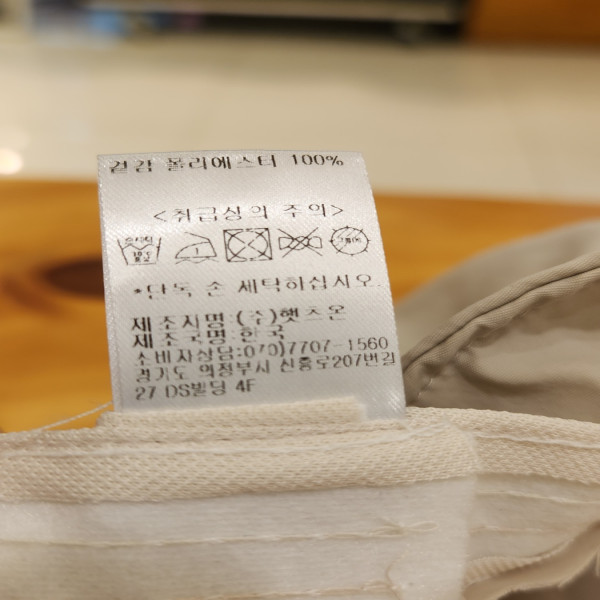 겉감 폴리에스터 100%
<취급상의 주의>
*단독 손 세탁하십시오.
제조자명:(주)햇츠온
제조국명:한국
소비자상담:070)7707-1560
경기도 의정부시 신흥로207번길
27 DS빌딩 4F